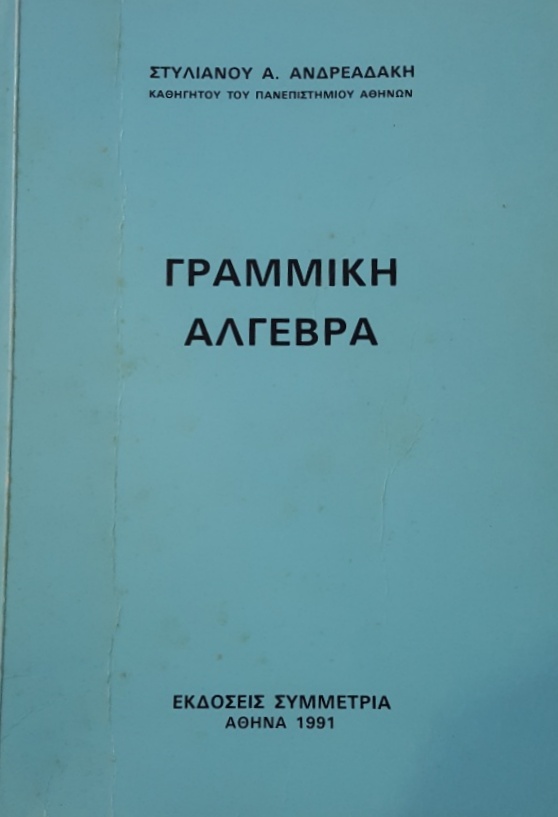 ΣΤΥΛΙΑΝΟΥ Α. ΑΝΔΡΕΑΔΑΚΗ
ΚΑΘΗΓΗΤΟΥ ΤΟΥ ΠΑΝΕΠΙΣΤΗΜΙΟΥ ΑΘΗΝΩΝ
ΓΡΑΜΜΙΚΗ
ΑΛΓΕΒΡΑ
ΕΚΔΟΣΕΙΣ ΣΥΜΜΕΤΡΙΑ
ΑΘΗΝΑ 1991